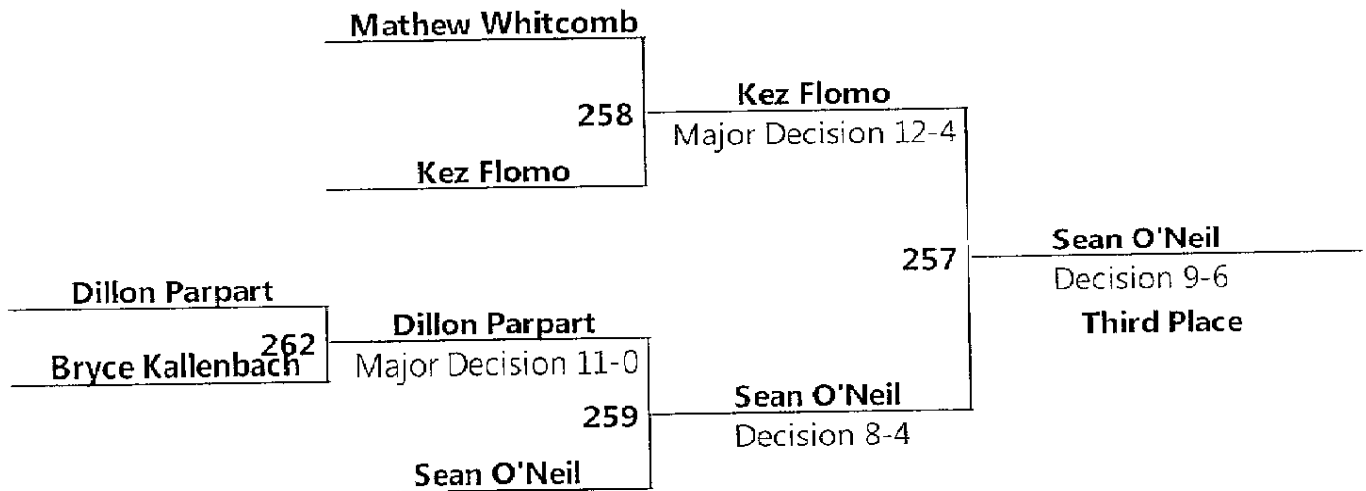 Mathew Whitcomb
258
Kez Flomo
Major Decision 12-4
Kez Flomo
257
Sean O'Neil
Decision 9-6
Third Place
Dillon Parpart
262
Bryce Kallenbach
Dillon Parpart
Major Decision 11-0
259
Sean O'Neil
Decision 8-4
Sean O'Neil